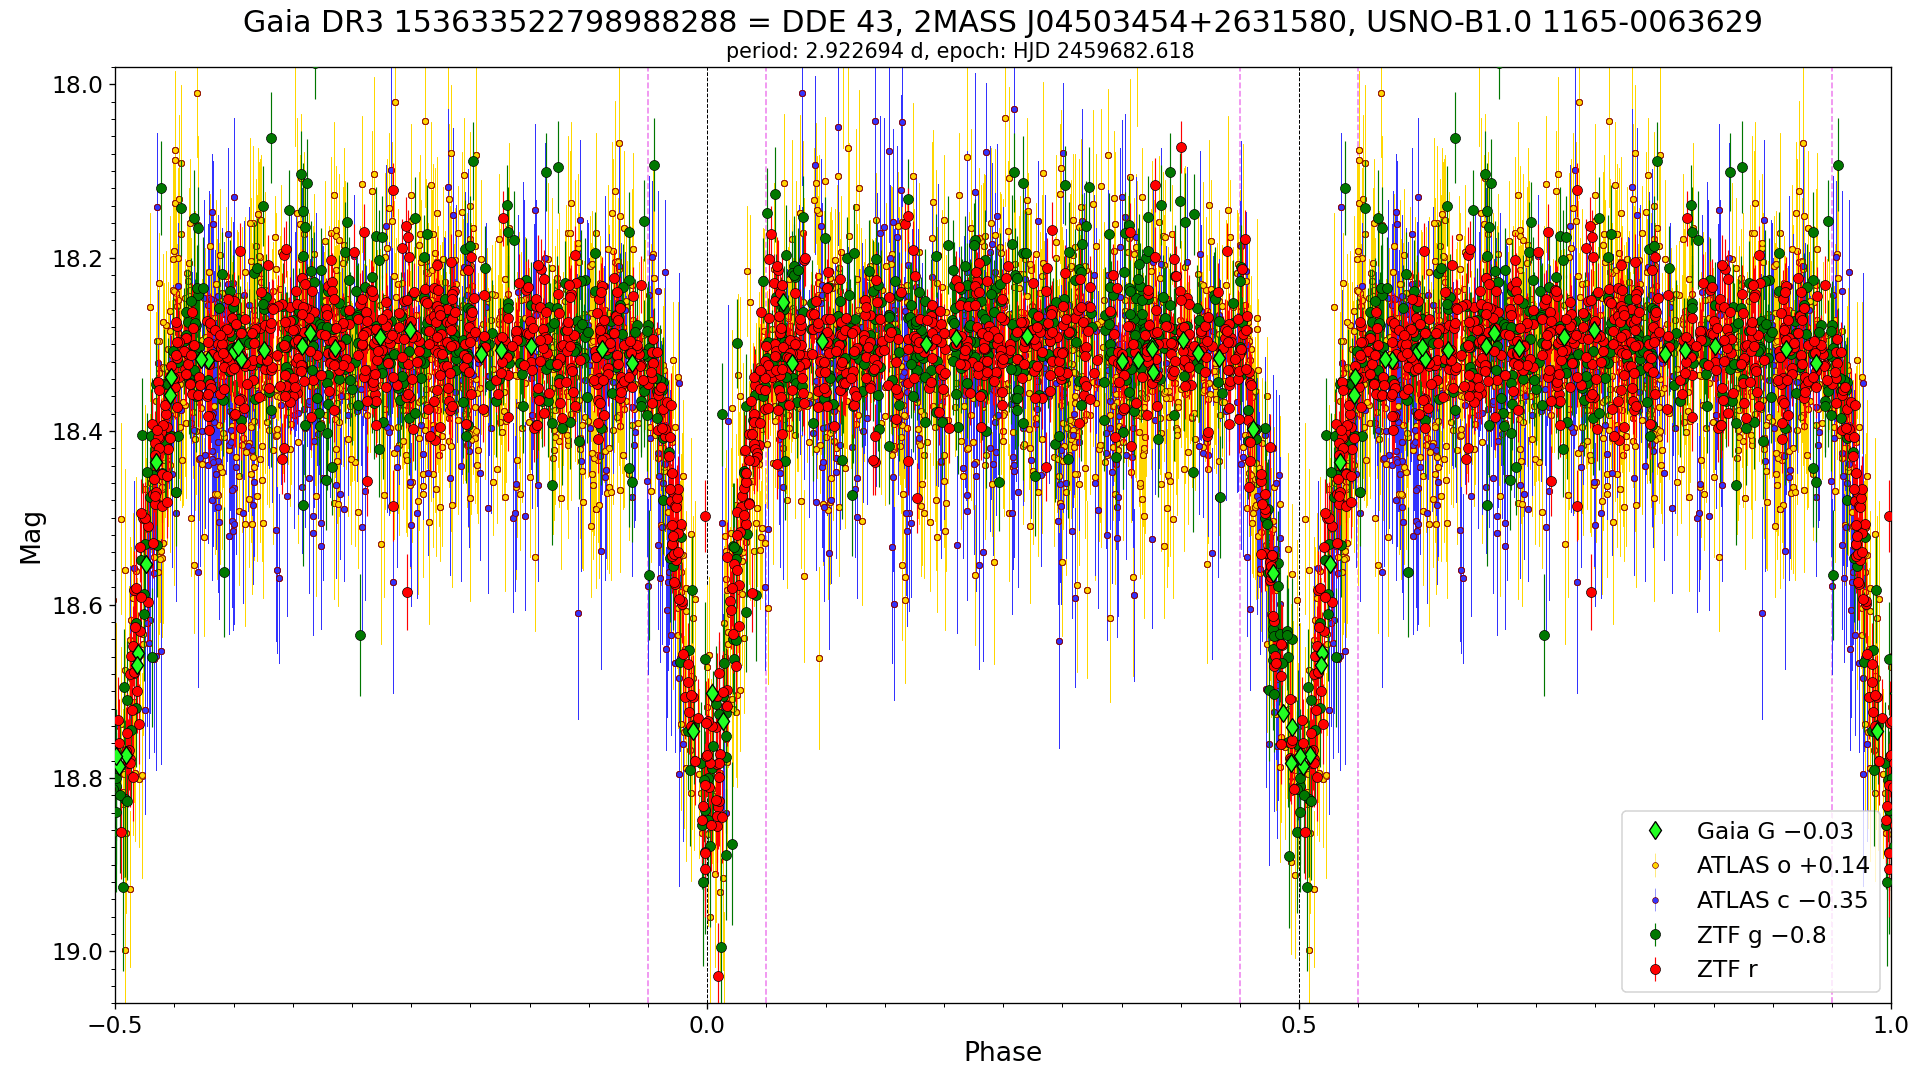 Gaia DR3 153633522798988288 = DDE 43, 2MASS J04503454+2631580, USNO-B1.0 1165-0063629
period: 2.922694 d, epoch: HJD 2459682.618
18.0
18.2
18.4
18.6
18.8
19.0
Mag
Gaia G −0.03
ATLAS o +0.14
ATLAS c −0.35
ZTF g −0.8
ZTF r
−0.5
0.0
0.5
1.0
Phase